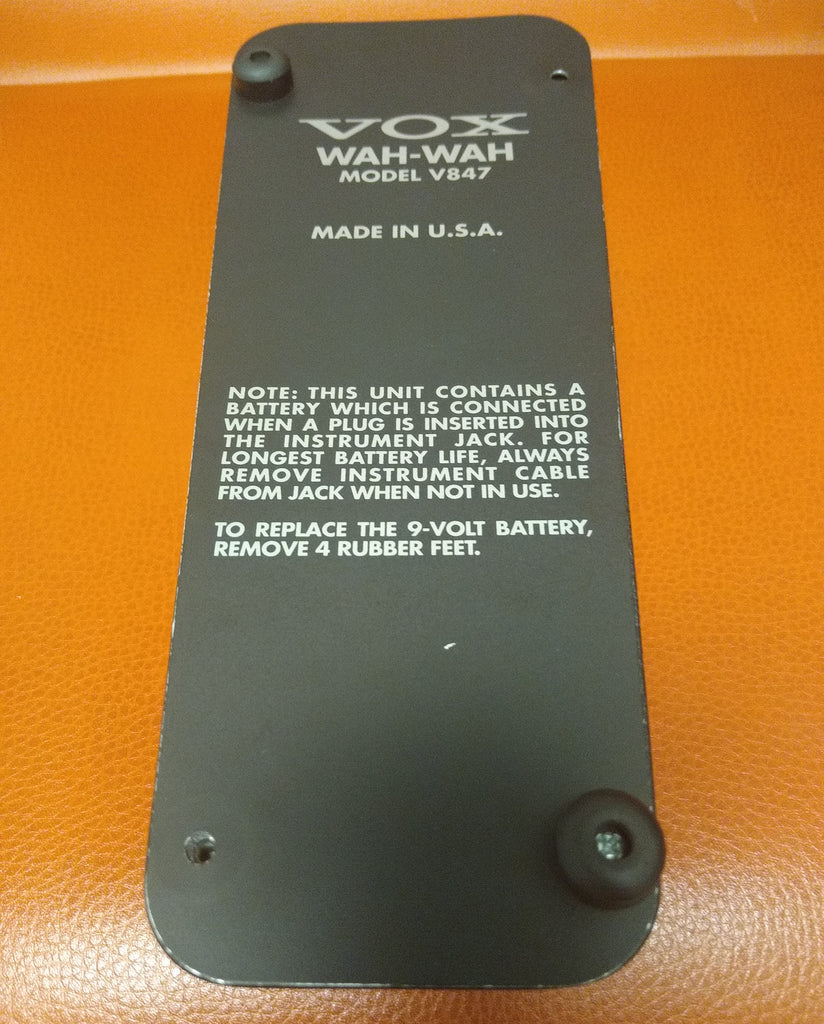 VOX
WAH-WAH
MODEL V847
MADE IN U.S.A.
NOTE: THIS UNIT CONTAINS A
BATTERY WHICH IS CONNECTED
WHEN A PLUG IS INSERTED INTO
THE INSTRUMENT JACK. FOR
LONGEST BATTERY LIFE, ALWAYS
REMOVE INSTRUMENT CABLE
FROM JACK WHEN NOT IN USE.
TO REPLACE THE 9-VOLT BATTERY,
REMOVE 4 RUBBER FEET.